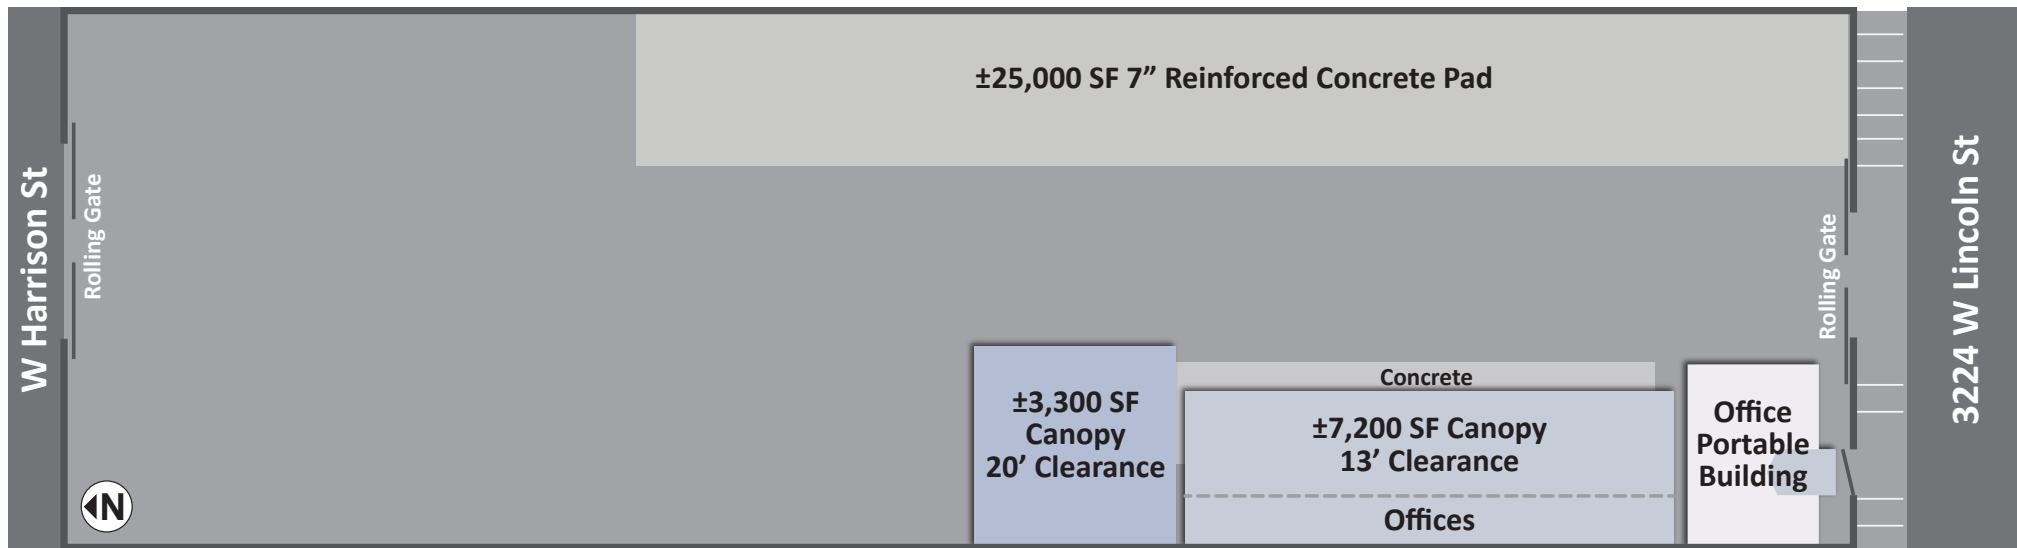 ±25,000 SF 7” Reinforced Concrete Pad
W Harrison St
Rolling Gate
Rolling Gate
3224 W Lincoln St
±3,300 SF
Canopy
20’ Clearance
Concrete
±7,200 SF Canopy
13’ Clearance
Offices
Office
Portable
Building
N